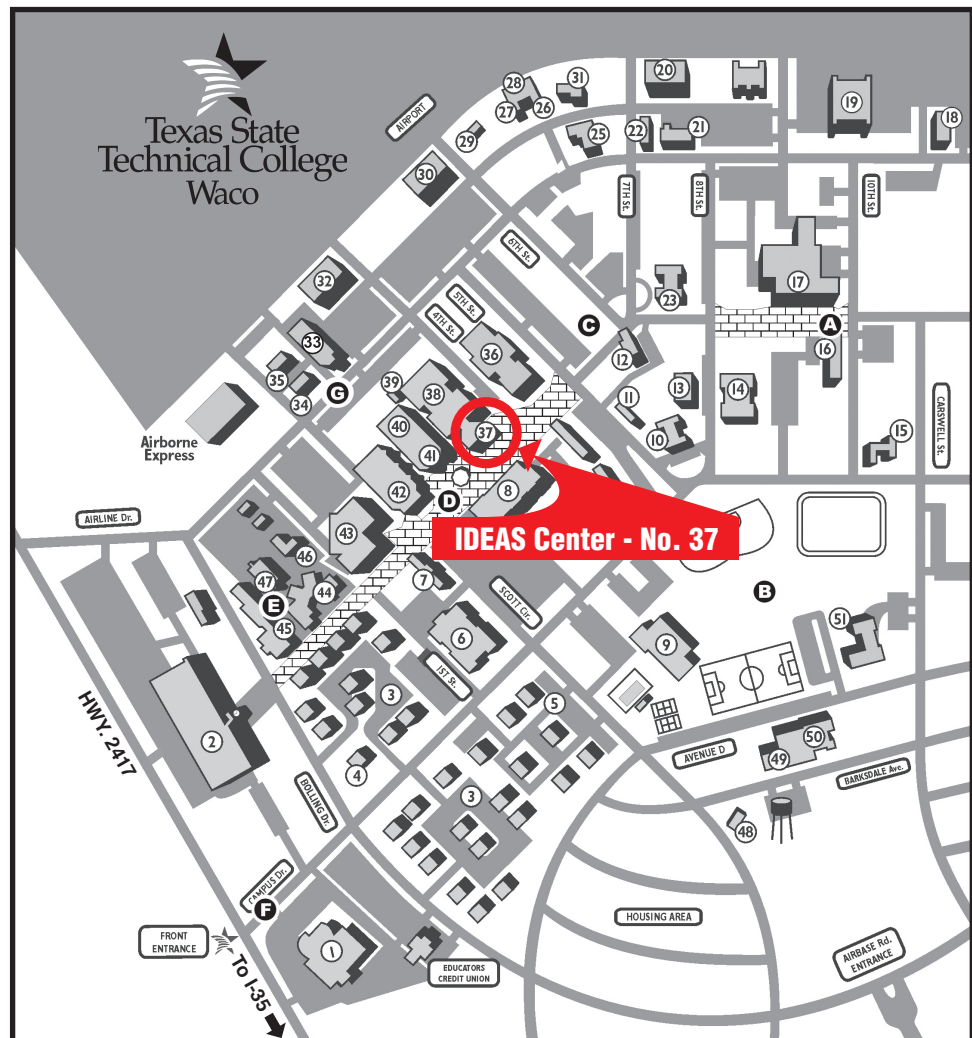 Texas State
Technical College
Waco
AIRPORT
28
31
27
26
29
25
20
19
18
22
21
30
7TH St.
8TH St.
10TH St.
6TH St.
32
5TH St.
4TH St.
23
17
C
A
33
36
12
16
35
34
G
39
38
13
14
11
CARSWELL St.
Airborne
Express
40
37
10
15
41
42
8
D
IDEAS Center - No. 37
AIRLINE Dr.
43
46
47
44
7
E
45
SCOTT Cir.
B
6
9
51
1ST St.
3
5
HWY. 2417
2
4
AVENUE D
50
49
BARKSDALE Ave.
BOLLING Dr.
3
48
CAMPUS Dr.
F
FRONT
ENTRANCE
1
HOUSING AREA
To I-35
EDUCATORS
CREDIT UNION
AIRBASE Rd.
ENTRANCE